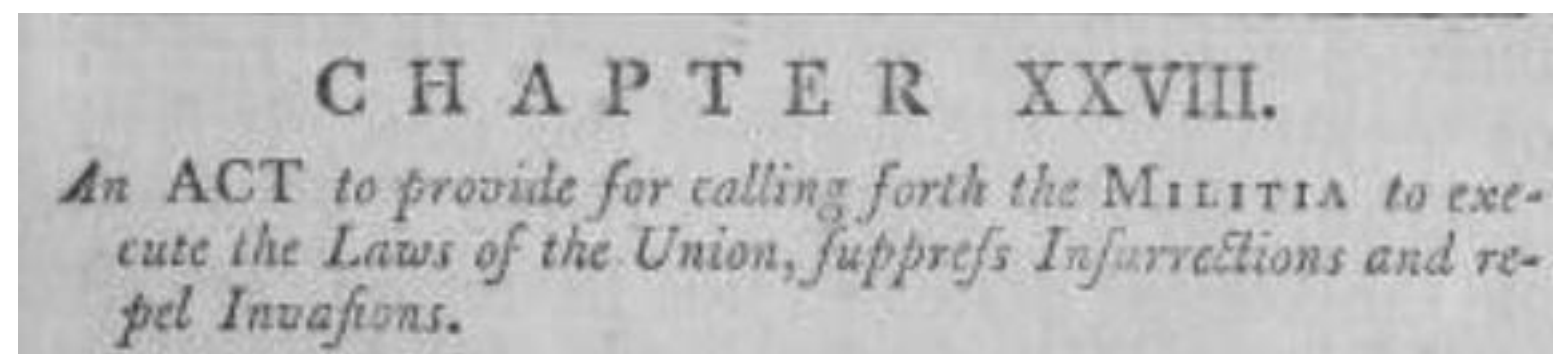 CHAPTER XXVIII.
An ACT to provide for calling forth the MILITIA to exe-
cute the Laws of the Union, ſuppreſs Inſurrections and re-
pel Invaſions.